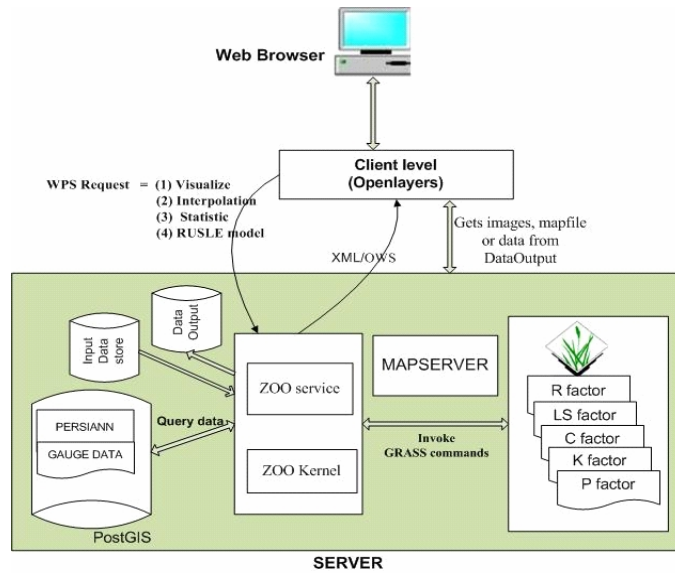 Web Browser
Client level
(Openlayers)
WPS Request = (1) Visualize
(2) Interpolation
(3) Statistic
(4) RUSLE model
XML/OWS
Gets images, mapfile
or data from
DataOutput
Data
Output
Input
Data
store
ZOO service
MAPSERVER
R factor
LS factor
C factor
K factor
P factor
PERSIANN
GAUGE DATA
Query data
Invoke
GRASS commands
ZOO Kernel
PostGIS
SERVER